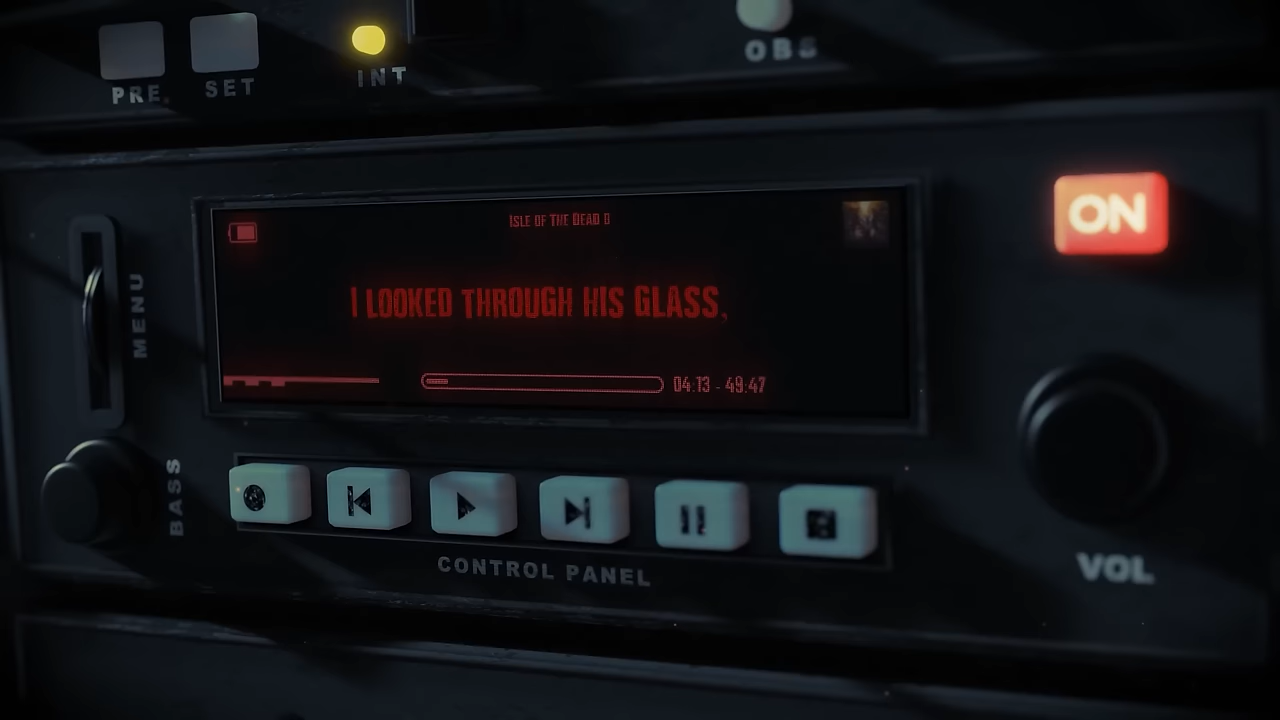 PRE.
SET
INT
OBS
ISLE OF THE DEAD
ON
I LOOKED THROUGH HIS GLASS,
MENU
04:13 - 49:47
BASS
CONTROL PANEL
VOL